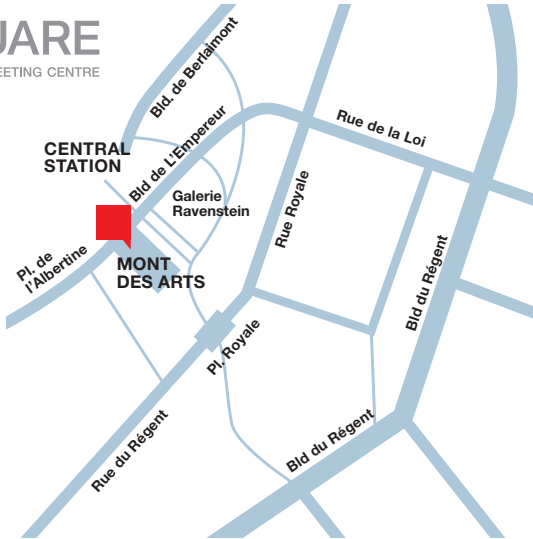 UARE
EETING CENTRE
Bld. de Berlaimont
CENTRAL
STATION
Bld de L'Empereur
Rue de la Loi
Galerie
Ravenstein
Rue Royale
Pl. de
l'Albertine
MONT
DES ARTS
Bld du Régent
Pl. Royale
Rue du Régent
Bld du Régent